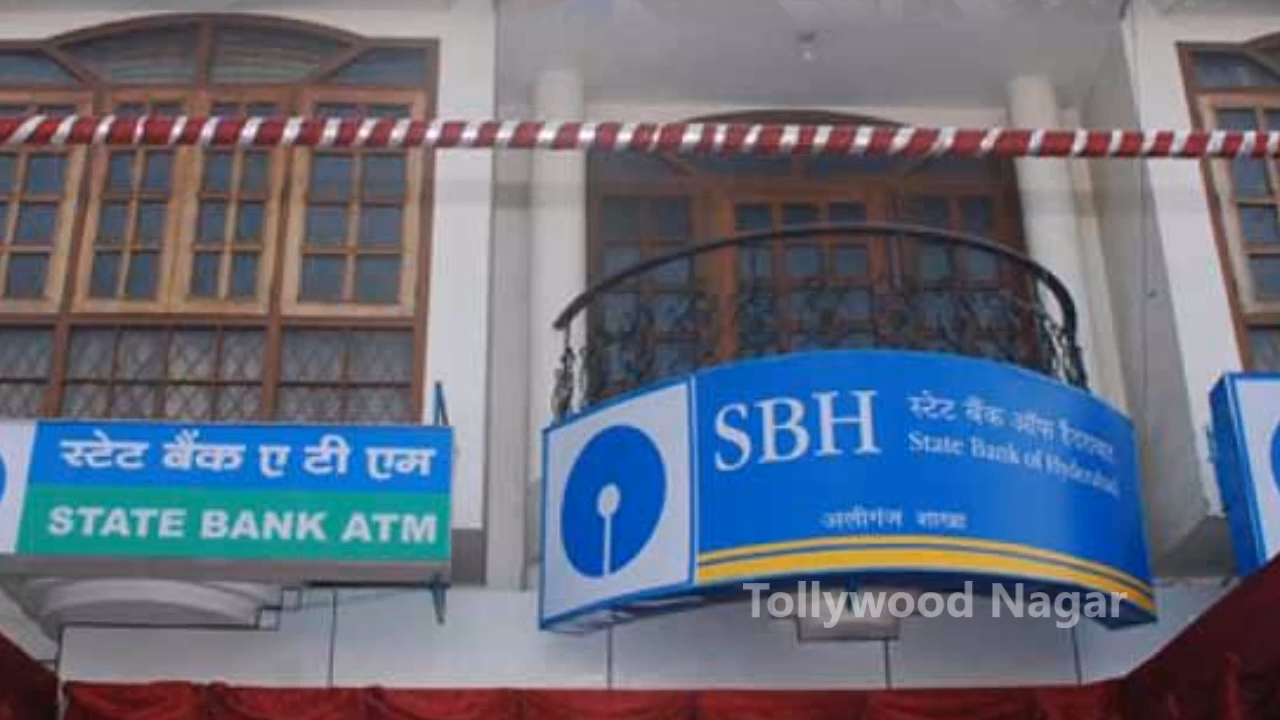 स्टेट बैंक ए टी एम
STATE BANK ATM
SBH
स्टेट बैंक ऑफ हैदराबाद
State Bank of Hyderabad
अलीगंज शाखा
Tollywood Nagar